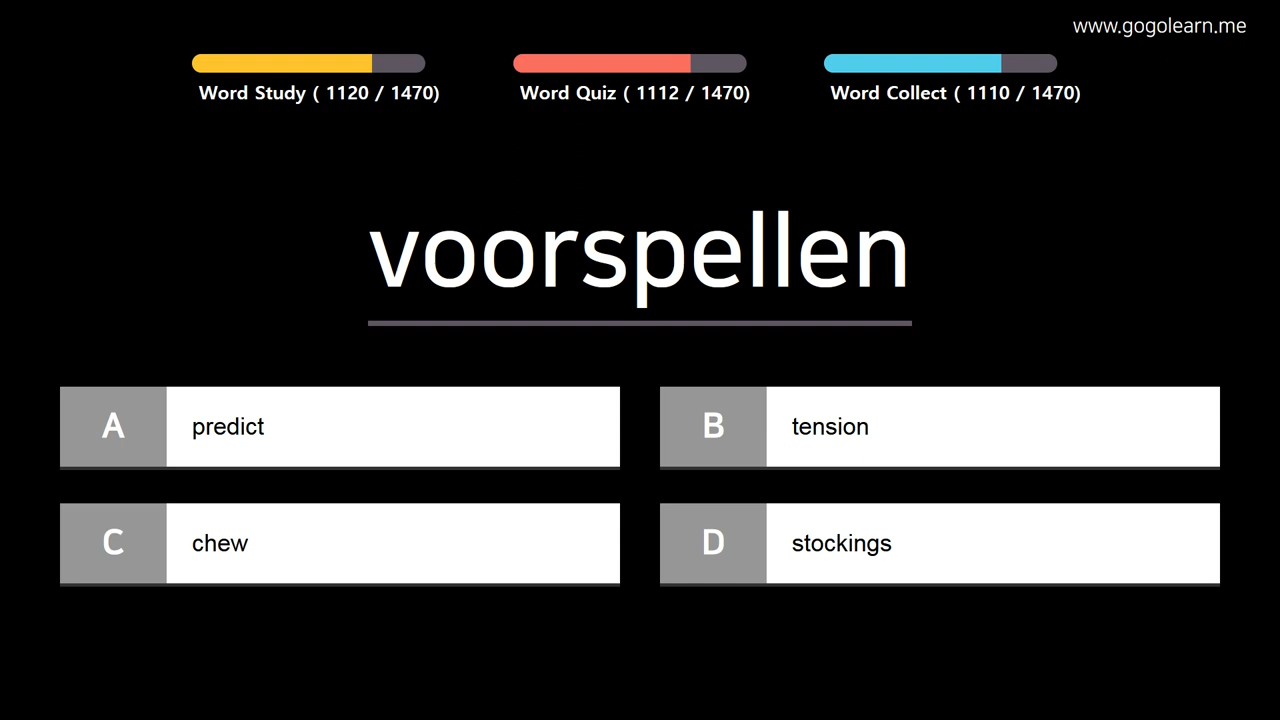 www.gogolearn.me
Word Study ( 1120 / 1470)
Word Quiz ( 1112 / 1470)
Word Collect ( 1110 / 1470)
voorspellen
A predict
B tension
C chew
D stockings